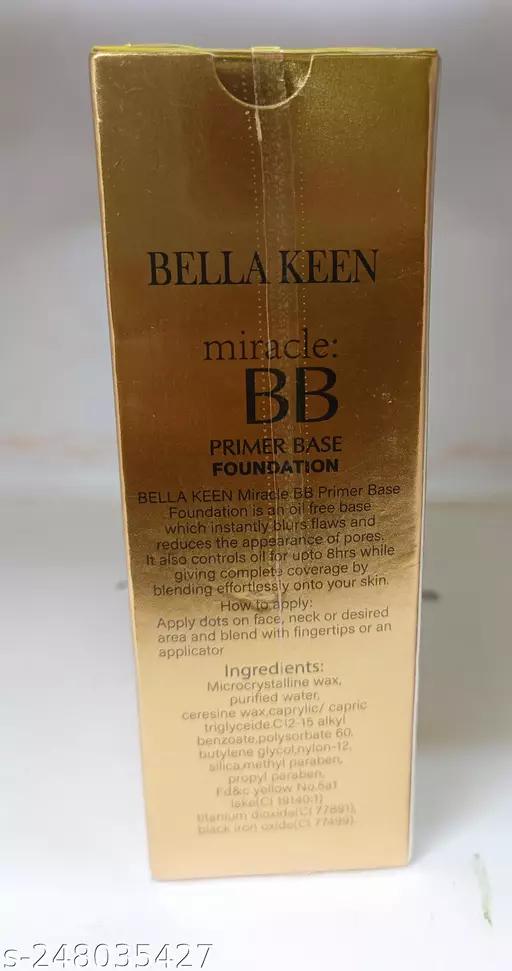 BELLA KEEN
miracle:
BB
PRIMER BASE
FOUNDATION
BELLA KEEN Miracle BB Primer Base
Foundation is an oil free base
which instantly blurs flaws and
reduces the appearance of pores.
It also controls oil for upto 8hrs while
giving complete coverage by
blending effortlessly onto your skin.
How to apply:
Apply dots on face, neck or desired
area and blend with fingertips or an
applicator
Ingredients:
Microcrystalline wax,
purified water,
ceresine wax,caprylic/ capric
triglyceide.C12-15 alkyl
benzoate,polysorbate 60,
butylene glycol,nylon-12,
silica,methyl paraben,
propyl paraben,
Fd&c yellow No.6a1
lake(CI 19140:1)
titanium dioxide(CI 77891),
black iron oxide(CI 77499).
s-248035427